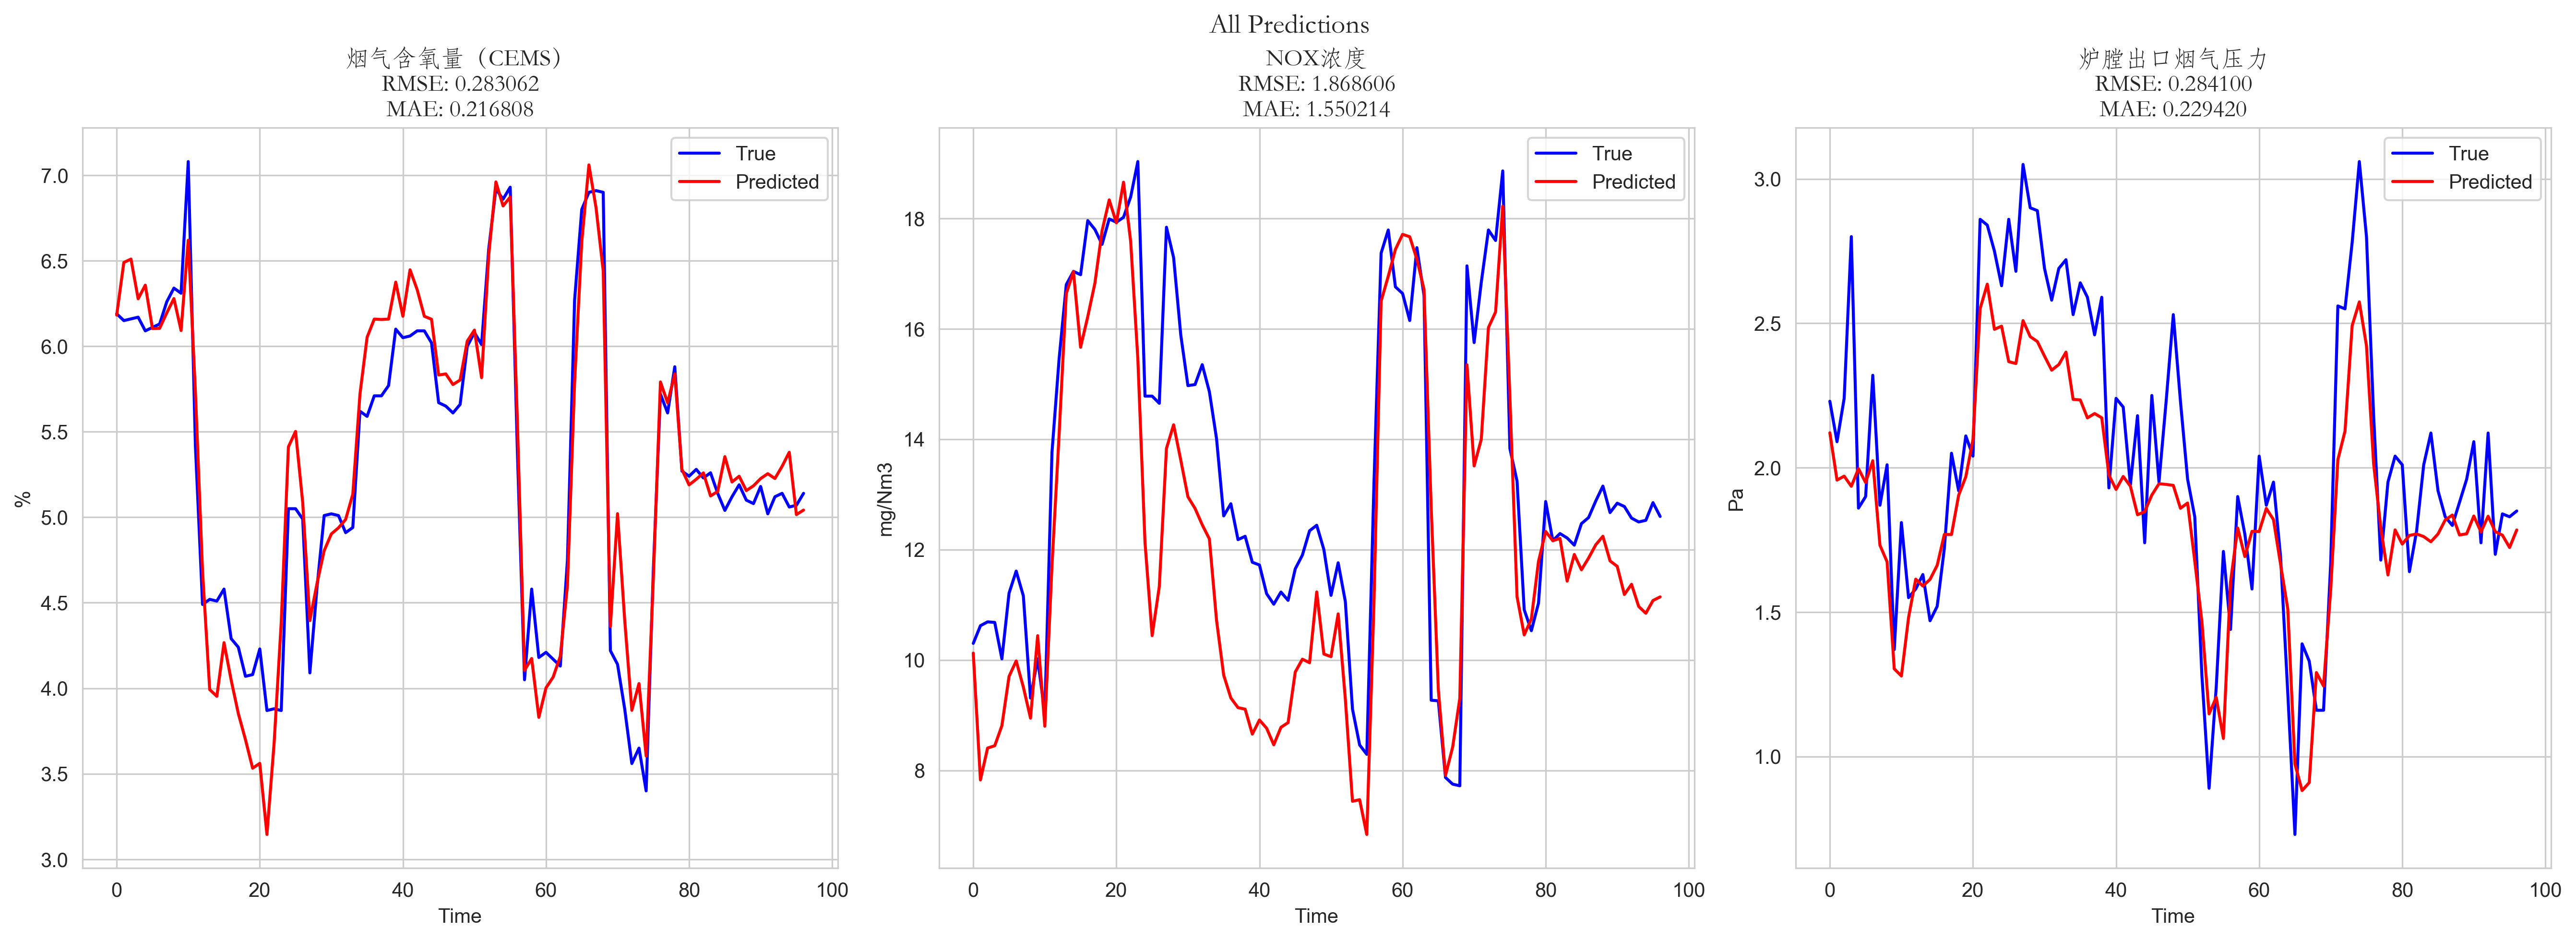 All Predictions
烟气含氧量（CEMS）
RMSE: 0.283062
MAE: 0.216808
True
Predicted
7.0
6.5
6.0
5.5
5.0
4.5
4.0
3.5
3.0
%
0 20 40 60 80 100
Time
NOX浓度
RMSE: 1.868606
MAE: 1.550214
True
Predicted
18
16
14
12
10
8
mg/Nm3
0 20 40 60 80 100
Time
炉膛出口烟气压力
RMSE: 0.284100
MAE: 0.229420
True
Predicted
3.0
2.5
2.0
1.5
1.0
Pa
0 20 40 60 80 100
Time